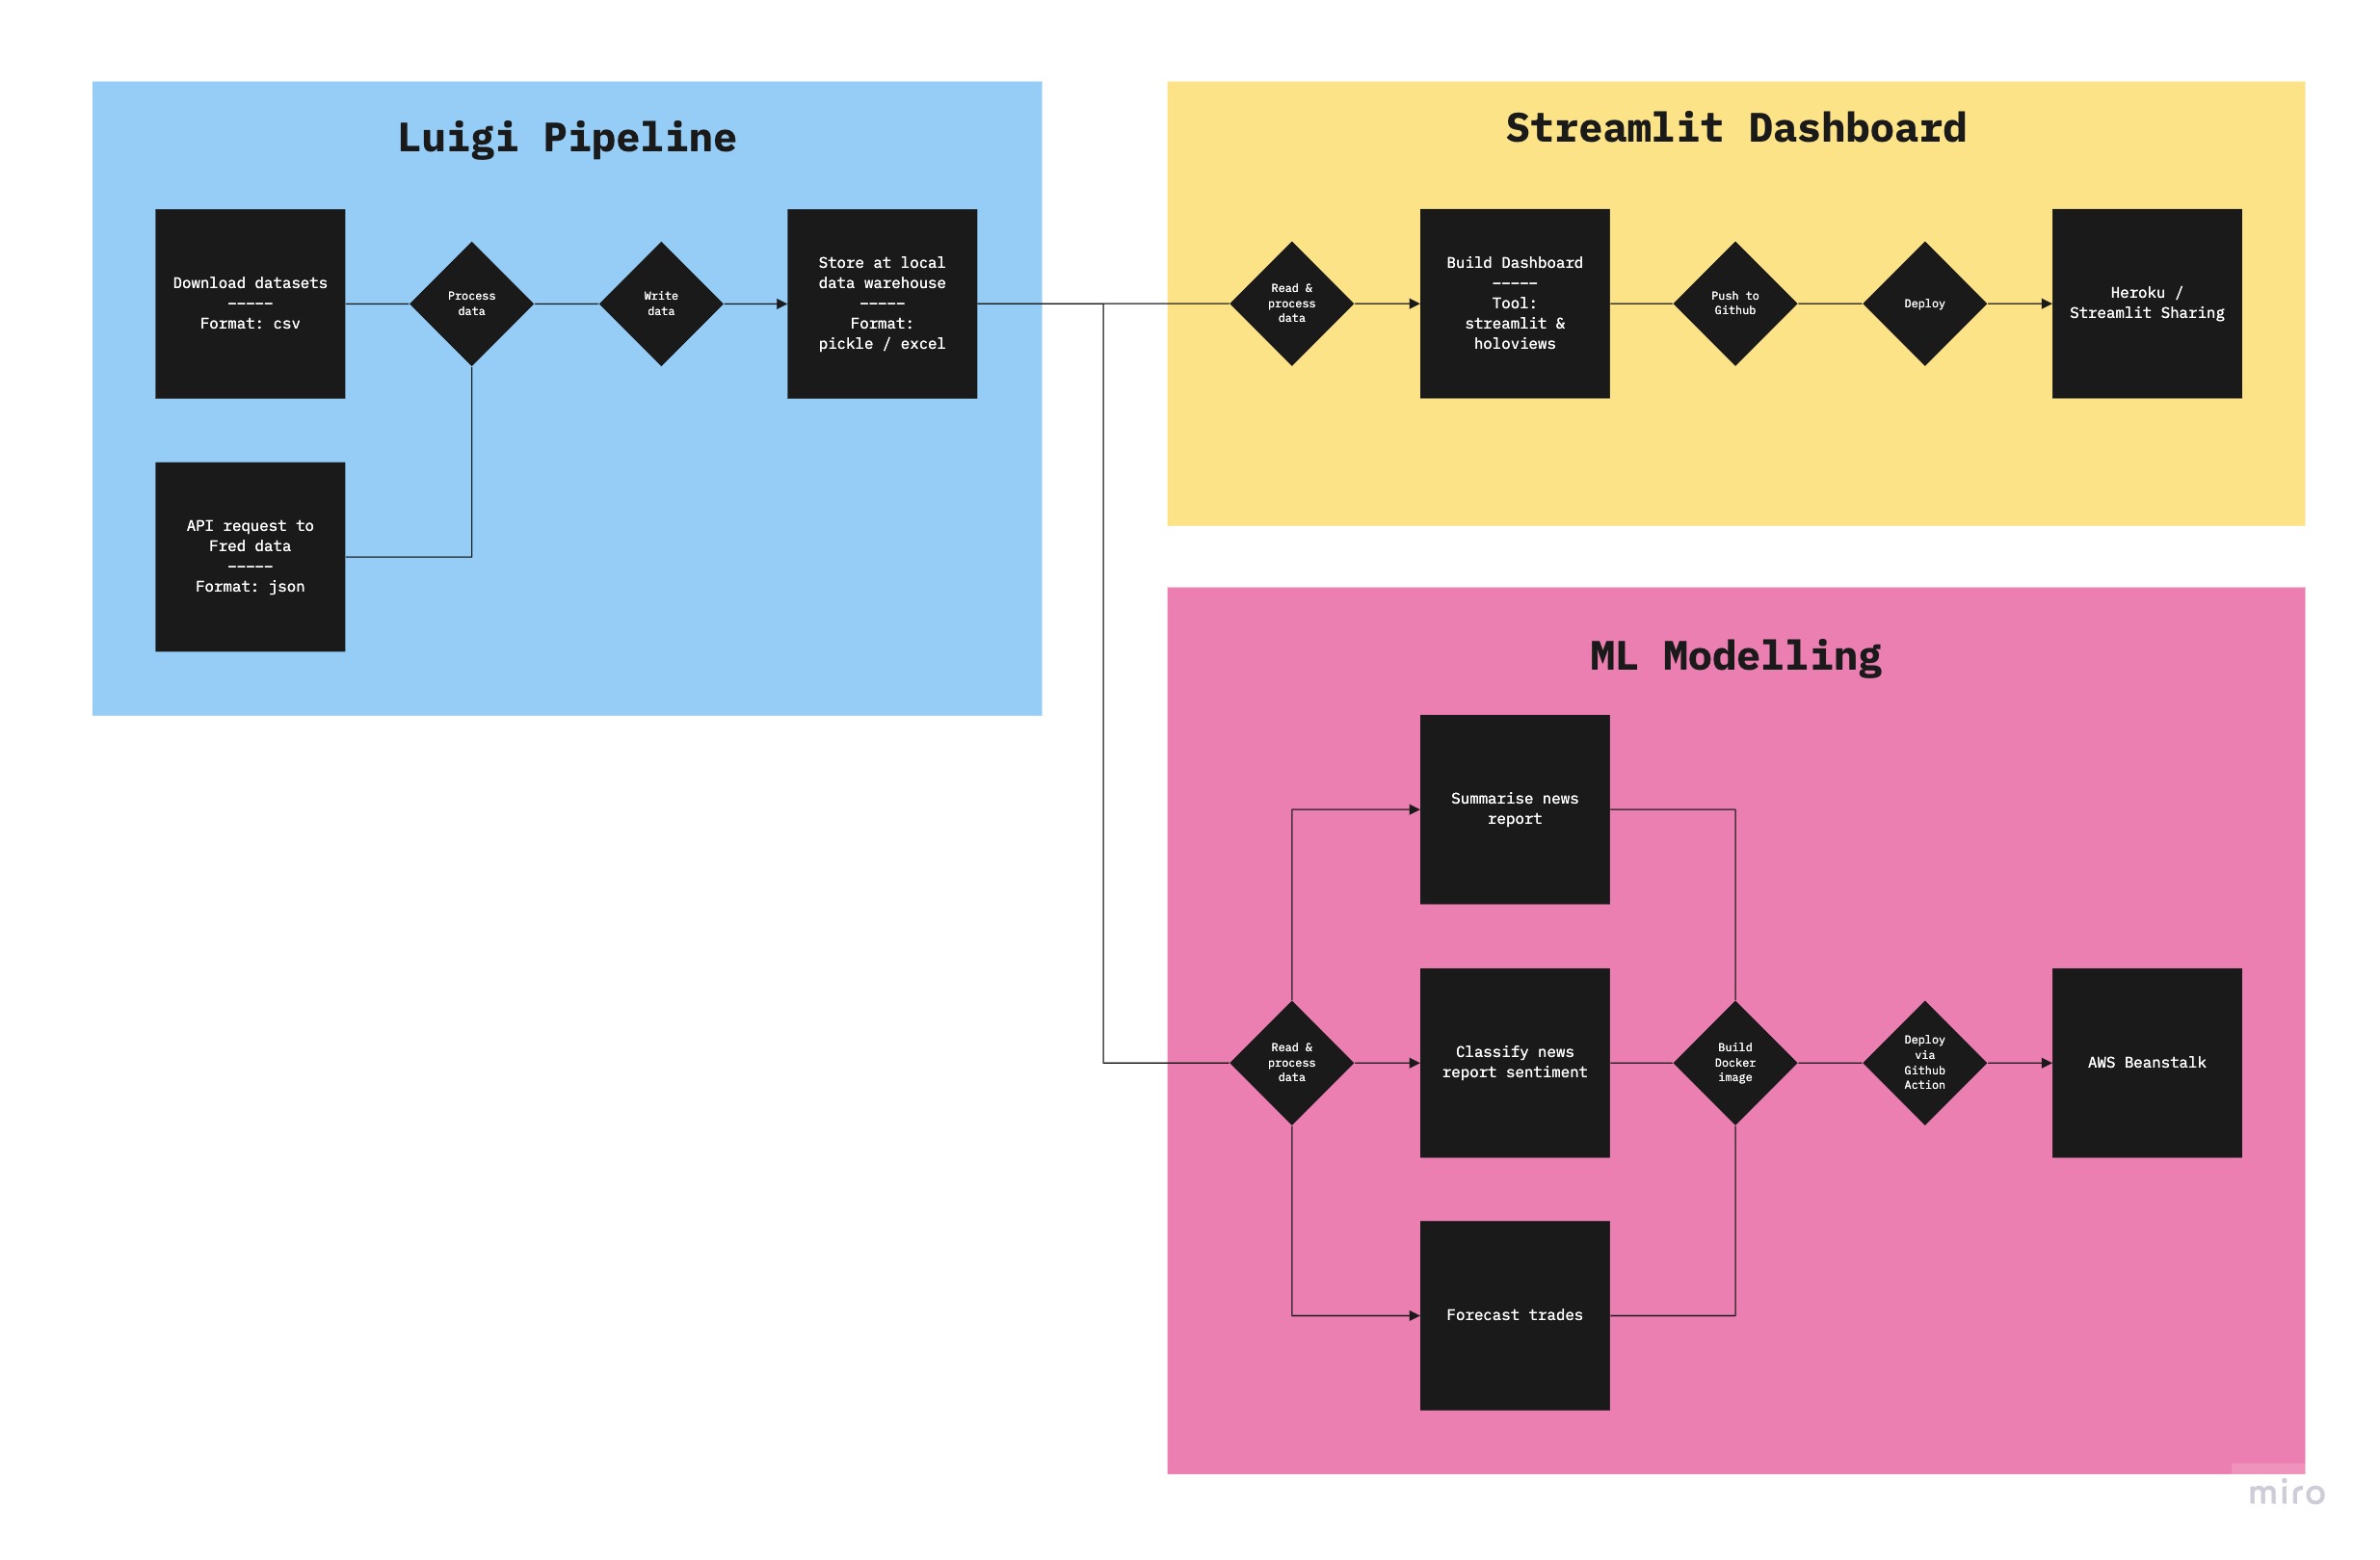 Luigi Pipeline
Download datasets
-----
Format: csv
Process
data
Write
data
Store at local
data warehouse
-----
Format:
pickle / excel
API request to
Fred data
-----
Format: json
Streamlit Dashboard
Read &
process
data
Build Dashboard
-----
Tool:
streamlit &
holoviews
Push to
Github
Deploy
Heroku /
Streamlit Sharing
ML Modelling
Summarise news
report
Read &
process
data
Classify news
report sentiment
Build
Docker
image
Deploy
via
Github
Action
AWS Beanstalk
Forecast trades
miro